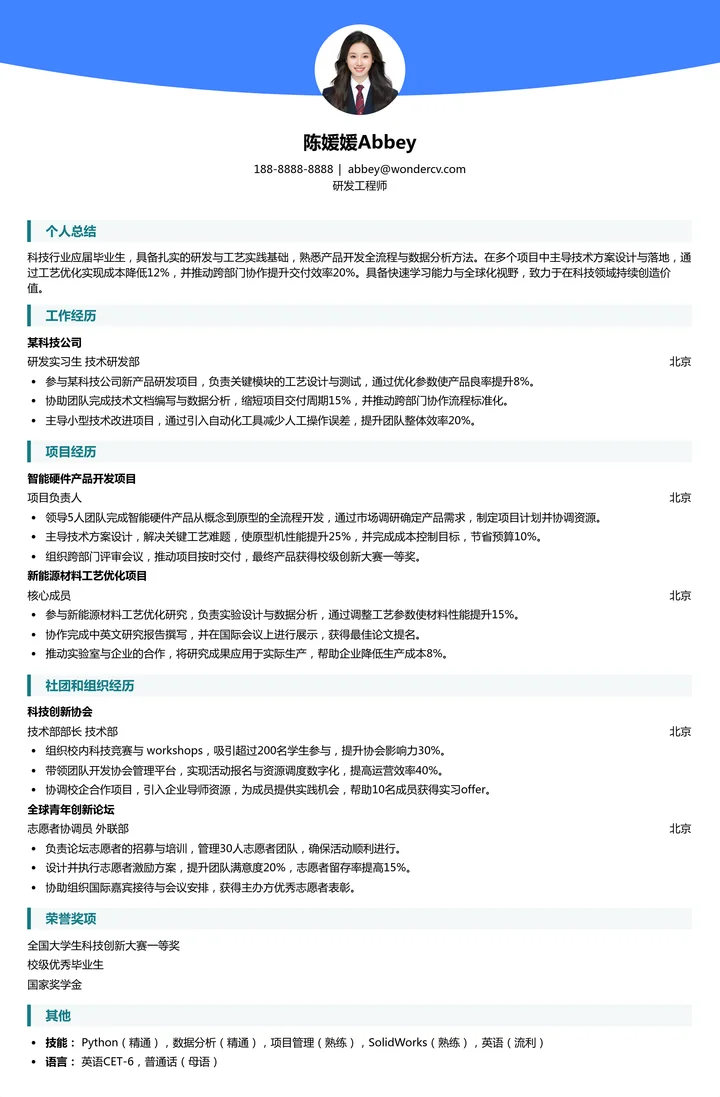 陈媛媛Abbey
188-8888-8888 | abbey@wondercv.com
研发工程师
个人总结
科技行业应届毕业生，具备扎实的研发与工艺实践基础，熟悉产品开发全流程与数据分析方法。在多个项目中主导技术方案设计与落地，通
过工艺优化实现成本降低12%，并推动跨部门协作提升交付效率20%。具备快速学习能力与全球化视野，致力于在科技领域持续创造价
值。
工作经历
某科技公司
研发实习生 技术研发部 北京
• 参与某科技公司新产品研发项目，负责关键模块的工艺设计与测试，通过优化参数使产品良率提升8%。
• 协助团队完成技术文档编写与数据分析，缩短项目交付周期15%，并推动跨部门协作流程标准化。
• 主导小型技术改进项目，通过引入自动化工具减少人工操作误差，提升团队整体效率20%。
项目经历
智能硬件产品开发项目
项目负责人 北京
• 领导5人团队完成智能硬件产品从概念到原型的全流程开发，通过市场调研确定产品需求，制定项目计划并协调资源。
• 主导技术方案设计，解决关键工艺难题，使原型机性能提升25%，并完成成本控制目标，节省预算10%。
• 组织跨部门评审会议，推动项目按时交付，最终产品获得校级创新大赛一等奖。
新能源材料工艺优化项目
核心成员 北京
• 参与新能源材料工艺优化研究，负责实验设计与数据分析，通过调整工艺参数使材料性能提升15%。
• 协作完成中英文研究报告撰写，并在国际会议上进行展示，获得最佳论文提名。
• 推动实验室与企业的合作，将研究成果应用于实际生产，帮助企业降低生产成本8%。
社团和组织经历
科技创新协会
技术部部长 技术部 北京
• 组织校内科技竞赛与 workshops，吸引超过200名学生参与，提升协会影响力30%。
• 带领团队开发协会管理平台，实现活动报名与资源调度数字化，提高运营效率40%。
• 协调校企合作项目，引入企业导师资源，为成员提供实践机会，帮助10名成员获得实习offer。
全球青年创新论坛
志愿者协调员 外联部 北京
• 负责论坛志愿者的招募与培训，管理30人志愿者团队，确保活动顺利进行。
• 设计并执行志愿者激励方案，提升团队满意度20%，志愿者留存率提高15%。
• 协助组织国际嘉宾接待与会议安排，获得主办方优秀志愿者表彰。
荣誉奖项
全国大学生科技创新大赛一等奖
校级优秀毕业生
国家奖学金
其他
• 技能： Python（精通），数据分析（精通），项目管理（熟练），SolidWorks（熟练），英语（流利）
• 语言： 英语CET-6，普通话（母语）